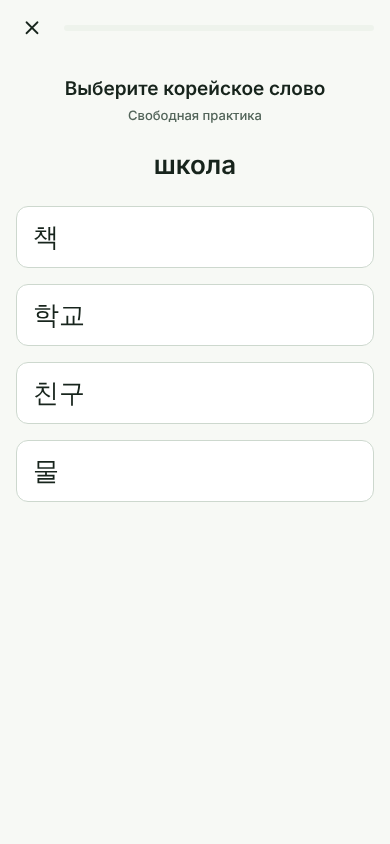 Выберите корейское слово
Свободная практика
школа
책
학교
친구
물